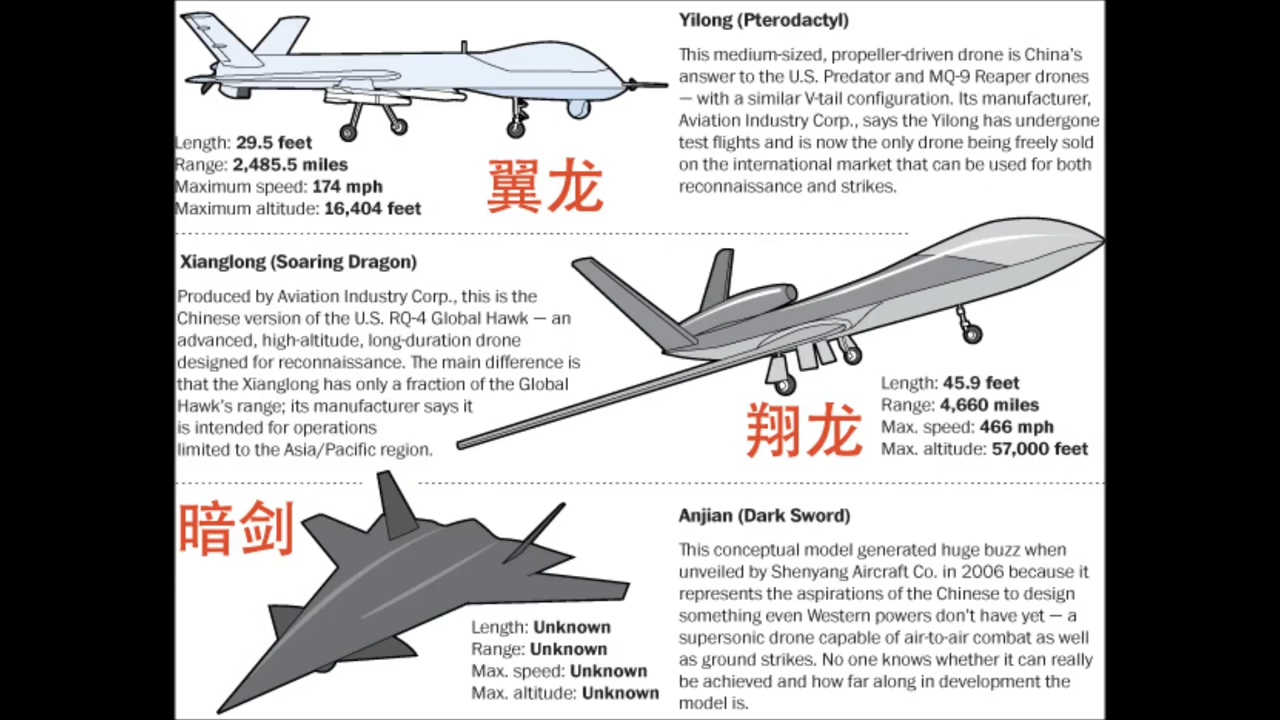 Yilong (Pterodactyl)
This medium-sized, propeller-driven drone is China's
answer to the U.S. Predator and MQ-9 Reaper drones
— with a similar V-tail configuration. Its manufacturer,
Aviation Industry Corp., says the Yilong has undergone
test flights and is now the only drone being freely sold
on the international market that can be used for both
reconnaissance and strikes.
Length: 29.5 feet
Range: 2,485.5 miles
Maximum speed: 174 mph
Maximum altitude: 16,404 feet
翼龙
Xianglong (Soaring Dragon)
Produced by Aviation Industry Corp., this is the
Chinese version of the U.S. RQ-4 Global Hawk — an
advanced, high-altitude, long-duration drone
designed for reconnaissance. The main difference is
that the Xianglong has only a fraction of the Global
Hawk's range; its manufacturer says it
is intended for operations
limited to the Asia/Pacific region.
翔龙
Length: 45.9 feet
Range: 4,660 miles
Max. speed: 466 mph
Max. altitude: 57,000 feet
暗剑
Anjian (Dark Sword)
This conceptual model generated huge buzz when
unveiled by Shenyang Aircraft Co. in 2006 because it
represents the aspirations of the Chinese to design
something even Western powers don't have yet — a
supersonic drone capable of air-to-air combat as well
as ground strikes. No one knows whether it can really
be achieved and how far along in development the
model is.
Length: Unknown
Range: Unknown
Max. speed: Unknown
Max. altitude: Unknown